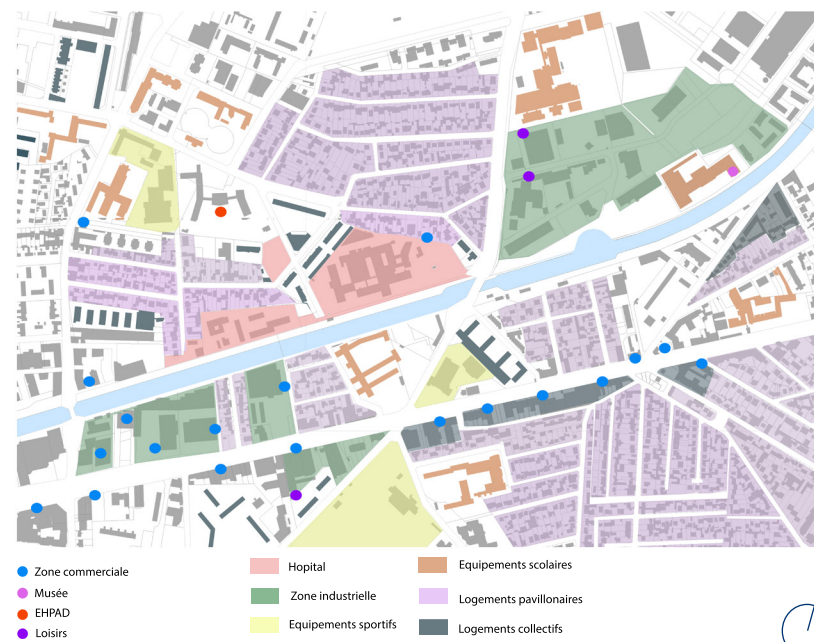 Zone commerciale
Musée
EHPAD
Loisirs
Hopital
Zone industrielle
Equipements sportifs
Equipements scolaires
Logements pavillonaires
Logements collectifs